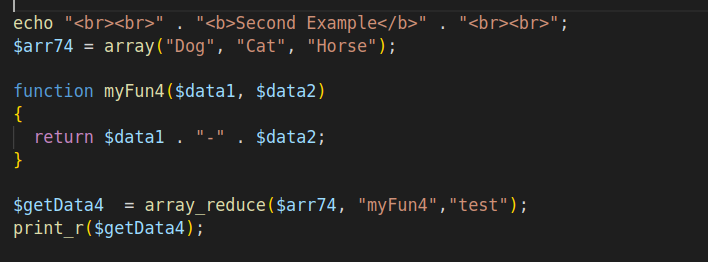 echo "<br><br>" . "<b>Second Example</b>" . "<br><br>";
$arr74 = array("Dog", "Cat", "Horse");
function myFun4($data1, $data2)
{
return $data1 . "-" . $data2;
}
$getData4  = array_reduce($arr74, "myFun4","test");
print_r($getData4);